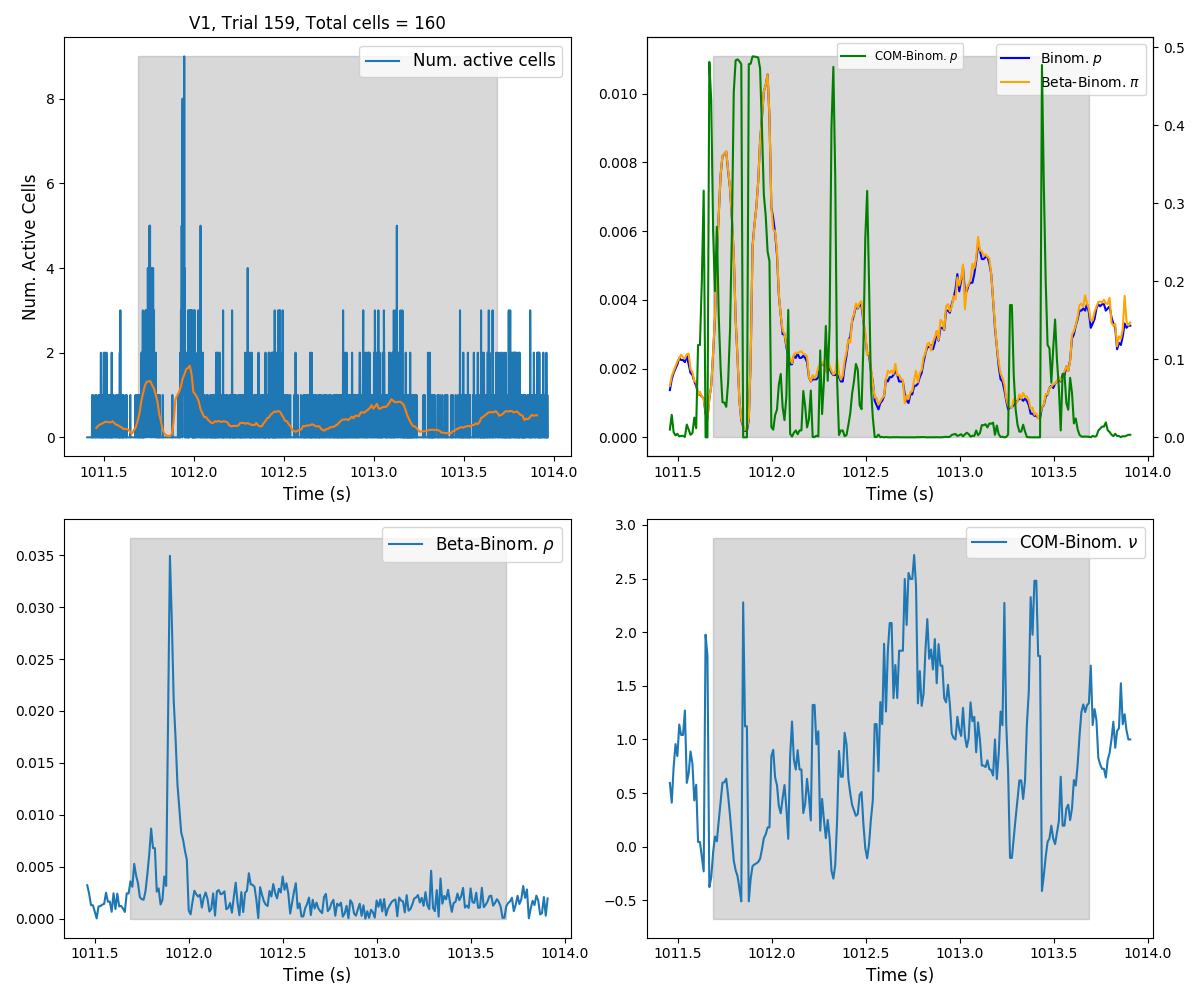 V1, Trial 159, Total cells = 160
Num. active cells
Num. Active Cells
8
6
4
2
0
1011.5 1012.0 1012.5 1013.0 1013.5 1014.0
Time (s)
COM-Binom. p
Binom. p
Beta-Binom. π
0.010
0.008
0.006
0.004
0.002
0.000
0.5
0.4
0.3
0.2
0.1
0.0
1011.5 1012.0 1012.5 1013.0 1013.5 1014.0
Time (s)
Beta-Binom. ρ
0.035
0.030
0.025
0.020
0.015
0.010
0.005
0.000
1011.5 1012.0 1012.5 1013.0 1013.5 1014.0
Time (s)
COM-Binom. ν
3.0
2.5
2.0
1.5
1.0
0.5
0.0
−0.5
1011.5 1012.0 1012.5 1013.0 1013.5 1014.0
Time (s)